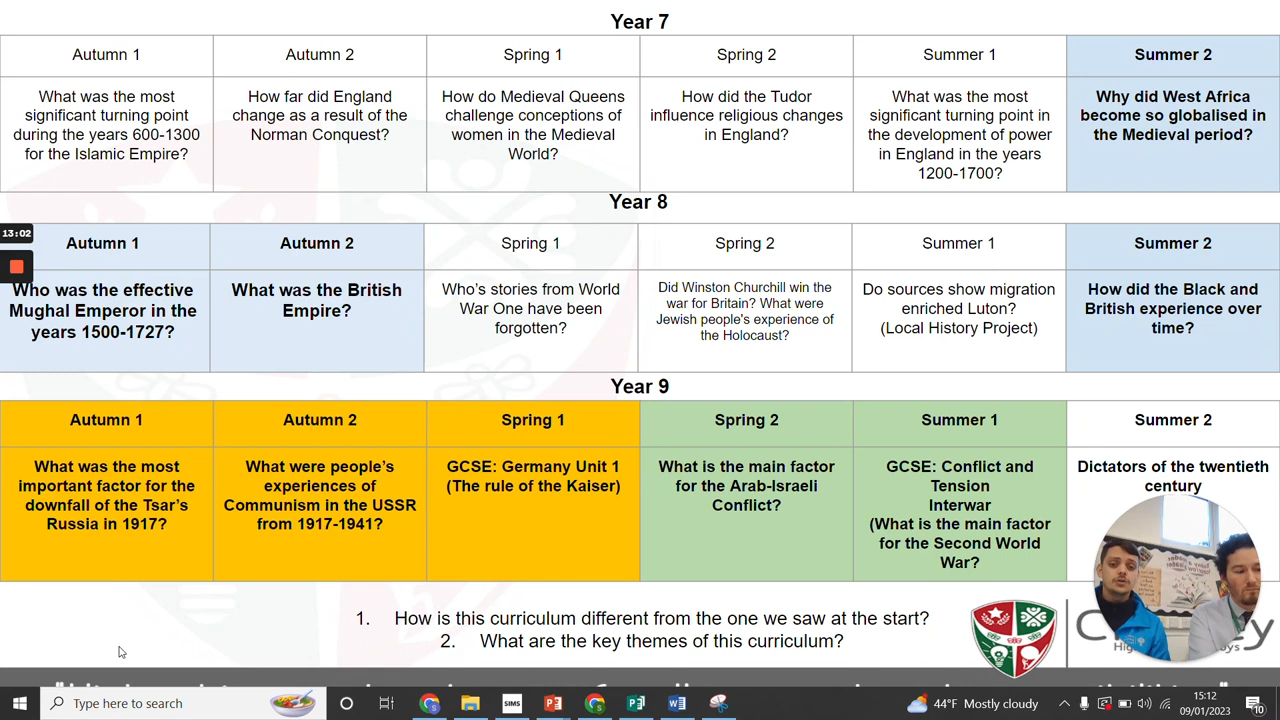 Year 7
Autumn 1
Autumn 2
Spring 1
Spring 2
Summer 1
Summer 2
What was the most
significant turning point
during the years 600-1300
for the Islamic Empire?
How far did England
change as a result of the
Norman Conquest?
How do Medieval Queens
challenge conceptions of
women in the Medieval
World?
How did the Tudor
influence religious changes
in England?
What was the most
significant turning point in
the development of power
in England in the years
1200-1700?
Why did West Africa
become so globalised in
the Medieval period?
Year 8
13:02
Autumn 1
Autumn 2
Spring 1
Spring 2
Summer 1
Summer 2
Who was the effective
Mughal Emperor in the
years 1500-1727?
What was the British
Empire?
Who's stories from World
War One have been
forgotten?
Did Winston Churchill win the
war for Britain? What were
Jewish people's experience of
the Holocaust?
Do sources show migration
enriched Luton?
(Local History Project)
How did the Black and
British experience over
time?
Year 9
Autumn 1
Autumn 2
Spring 1
Spring 2
Summer 1
Summer 2
What was the most
important factor for the
downfall of the Tsar's
Russia in 1917?
What were people's
experiences of
Communism in the USSR
from 1917-1941?
GCSE: Germany Unit 1
(The rule of the Kaiser)
What is the main factor
for the Arab-Israeli
Conflict?
GCSE: Conflict and
Tension
Interwar
(What is the main factor
for the Second World
War?
Dictators of the twentieth
century
1. How is this curriculum different from the one we saw at the start?
2. What are the key themes of this curriculum?
Type here to search
SIMS
44°F Mostly cloudy
15:12
09/01/2023
10